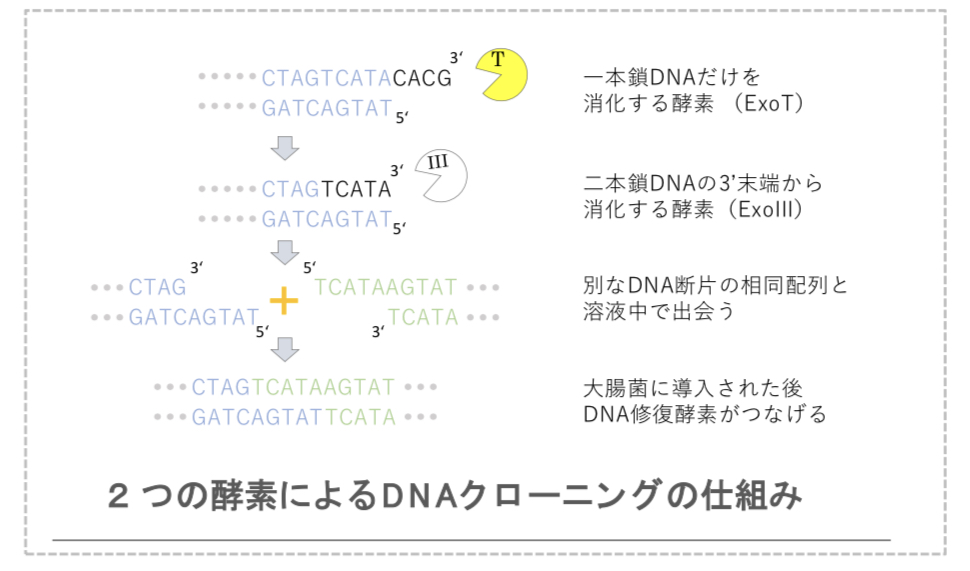 3‘
T
•••••CTAGTCATACACG
•••••GATCAGTAT
5‘
一本鎖DNAだけを
消化する酵素 （ExoT）
3‘
III
•••••CTAGTCATA
•••••GATCAGTAT
5‘
二本鎖DNAの3’末端から
消化する酵素（ExoIII）
3‘
5‘
•••CTAG
+
TCATAAGTAT•••
•••GATCAGTAT
TCATA•••
5‘
3‘
別なDNA断片の相同配列と
溶液中で出会う
•••CTAGTCATAAGTAT•••
•••GATCAGTATTCATA•••
大腸菌に導入された後
DNA修復酵素がつなげる
２つの酵素によるDNAクローニングの仕組み